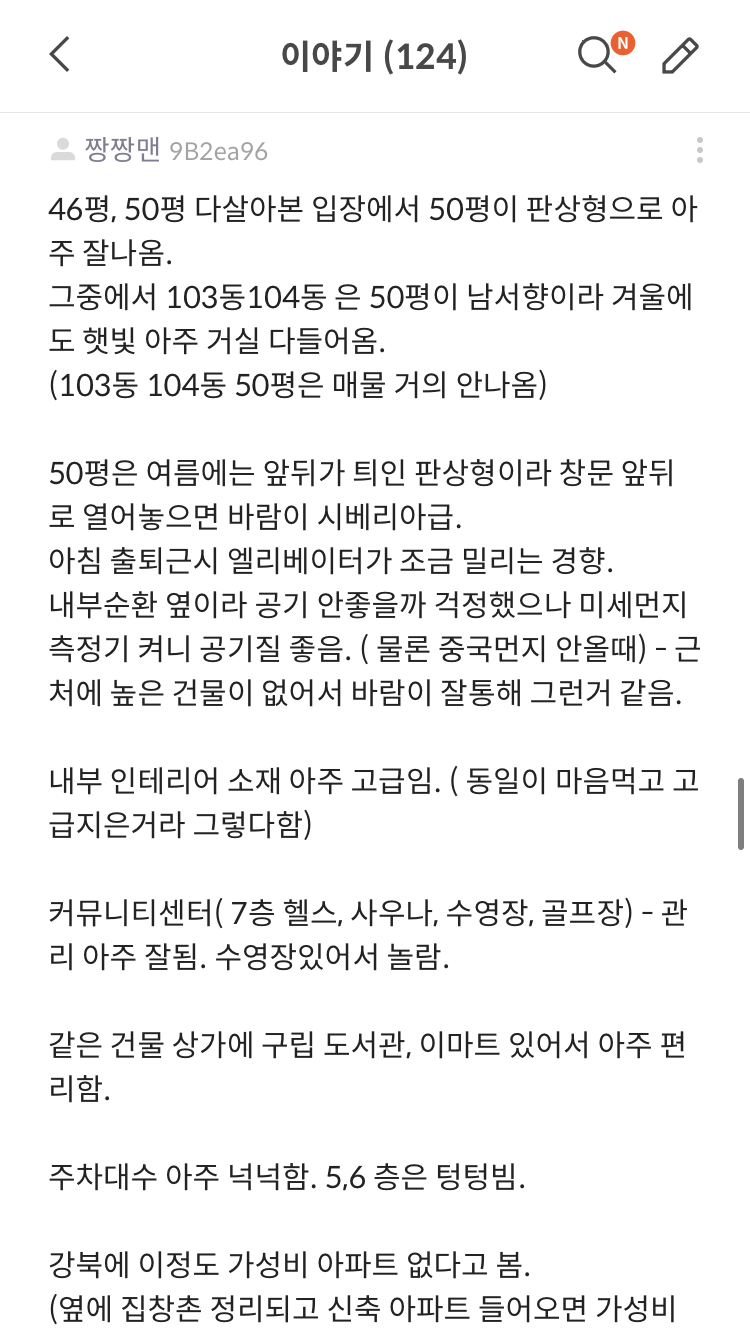 이야기 (124)
N
짱짱맨 9B2ea96
46평, 50평 다살아본 입장에서 50평이 판상형으로 아
주 잘나옴.
그중에서 103동104동 은 50평이 남서향이라 겨울에
도 햇빛 아주 거실 다들어옴.
(103동 104동 50평은 매물 거의 안나옴)
50평은 여름에는 앞뒤가 틔인 판상형이라 창문 앞뒤
로 열어놓으면 바람이 시베리아급.
아침 출퇴근시 엘리베이터가 조금 밀리는 경향.
내부순환 옆이라 공기 안좋을까 걱정했으나 미세먼지
측정기 켜니 공기질 좋음. ( 물론 중국먼지 안올때) - 근
처에 높은 건물이 없어서 바람이 잘통해 그런거 같음.
내부 인테리어 소재 아주 고급임. ( 동일이 마음먹고 고
급지은거라 그렇다함)
커뮤니티센터( 7층 헬스, 사우나, 수영장, 골프장) - 관
리 아주 잘됨. 수영장있어서 놀람.
같은 건물 상가에 구립 도서관, 이마트 있어서 아주 편
리함.
주차대수 아주 넉넉함. 5,6 층은 텅텅빔.
강북에 이정도 가성비 아파트 없다고 봄.
(옆에 집창촌 정리되고 신축 아파트 들어오면 가성비